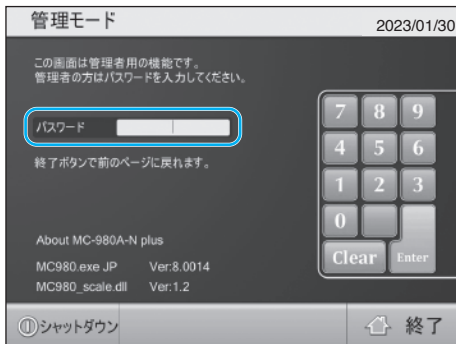 管理モード
2023/01/30
この画面は管理者用の機能です。
管理者の方はパスワードを入力してください。
パスワード
終了ボタンで前のページに戻れます。
7 8 9
4 5 6
1 2 3
0
Clear Enter
About MC-980A-N plus
MC980.exe JP Ver:8.0014
MC980_scale.dll Ver:1.2
シャットダウン
終了